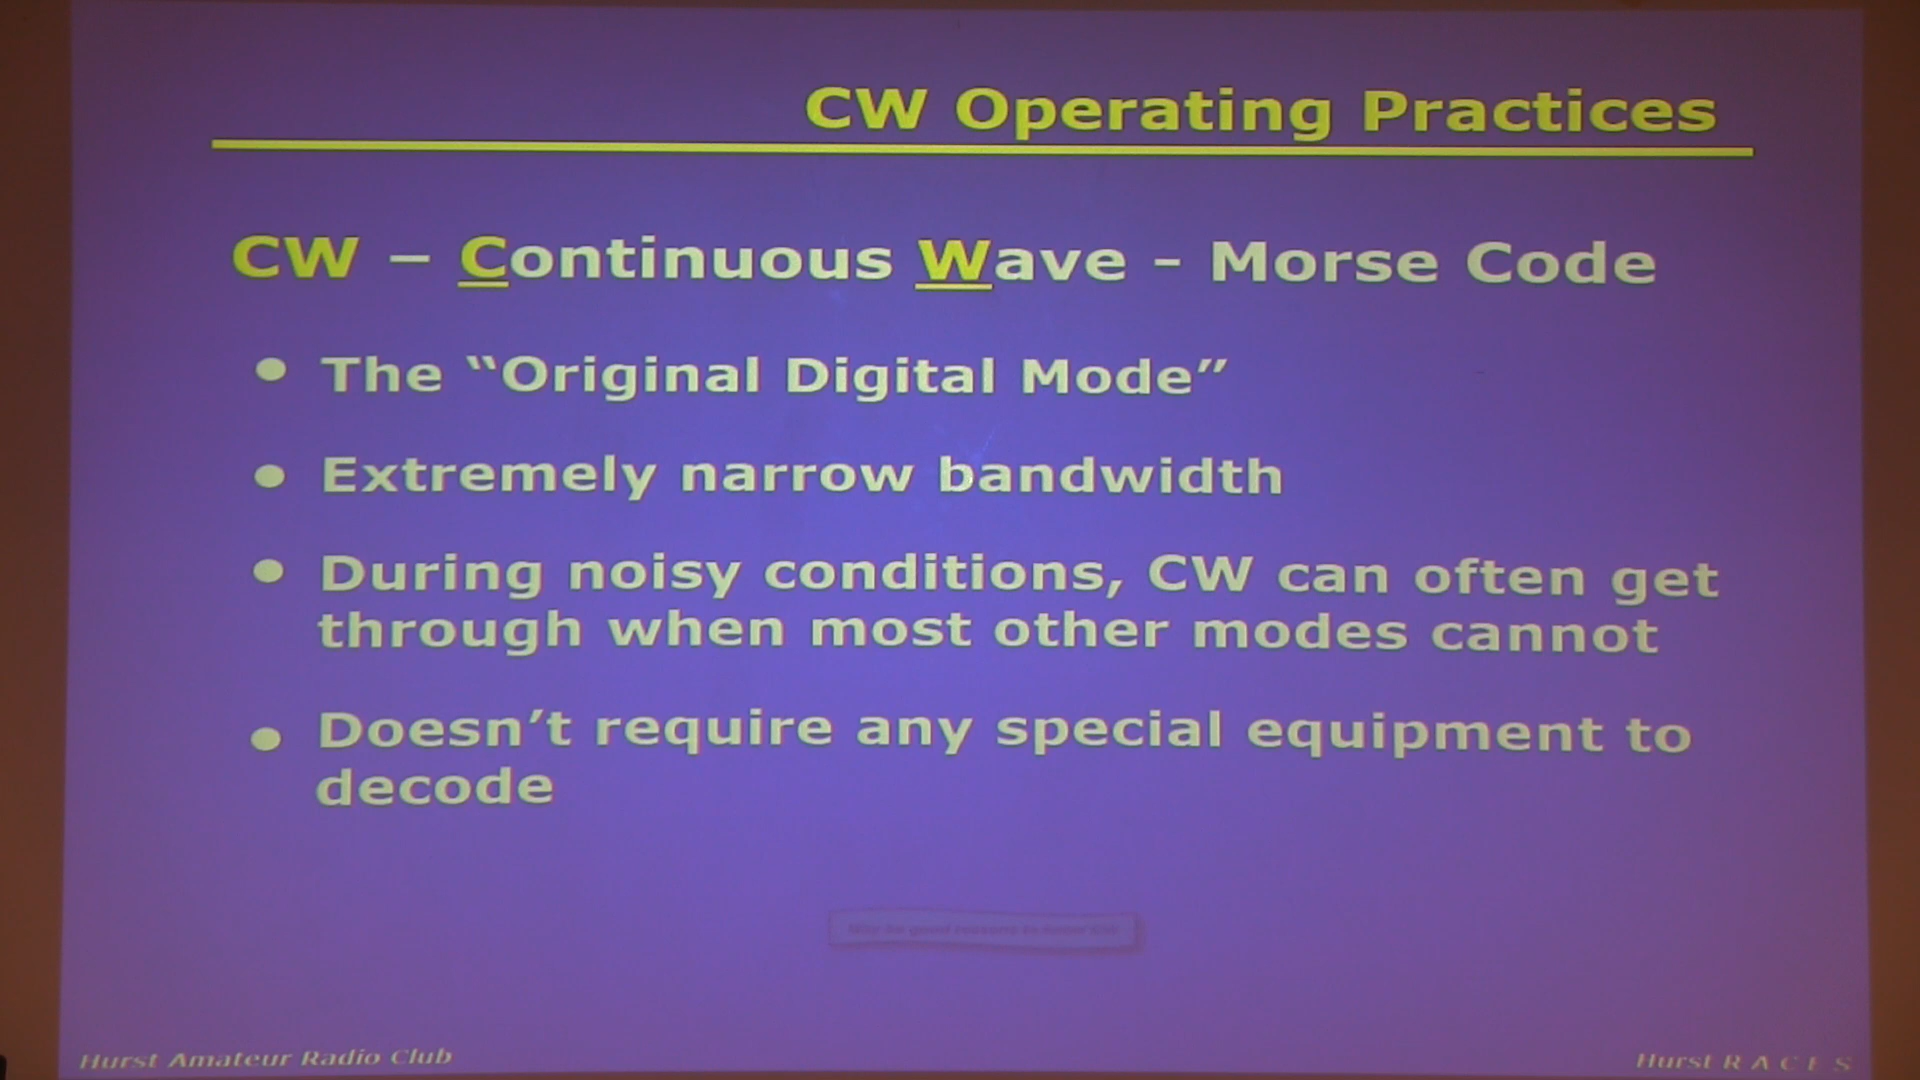 CW Operating Practices
CW – Continuous Wave - Morse Code
• The “Original Digital Mode”
• Extremely narrow bandwidth
• During noisy conditions, CW can often get
through when most other modes cannot
• Doesn’t require any special equipment to
decode
Hurst Amateur Radio Club
Hurst R A C E S